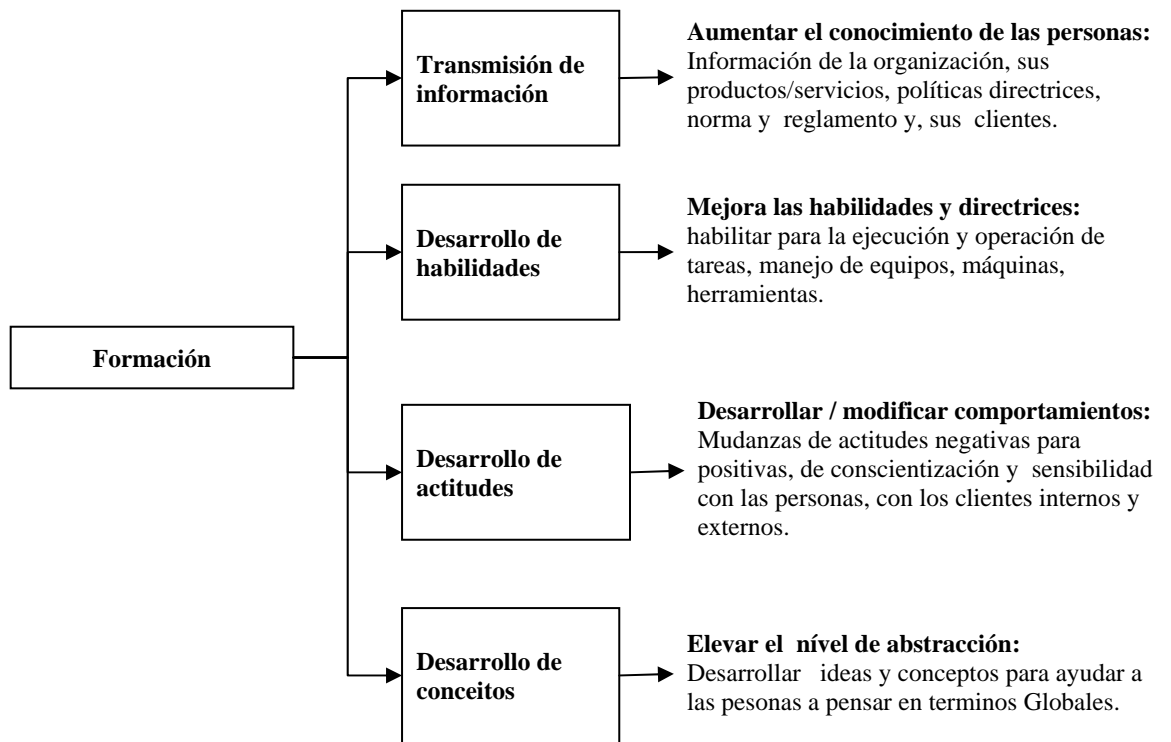 Formación
Transmisión de
información
Aumentar el conocimiento de las personas:
Información de la organización, sus
productos/servicios, políticas directrices,
norma y reglamento y, sus clientes.
Desarrollo de
habilidades
Mejora las habilidades y directrices:
habilitar para la ejecución y operación de
tareas, manejo de equipos, máquinas,
herramientas.
Desarrollo de
actitudes
Desarrollar / modificar comportamientos:
Mudanzas de actitudes negativas para
positivas, de conscientización y sensibilidad
con las personas, con los clientes internos y
externos.
Desarrollo de
conceitos
Elevar el nível de abstracción:
Desarrollar ideas y conceptos para ayudar a
las pesonas a pensar en terminos Globales.